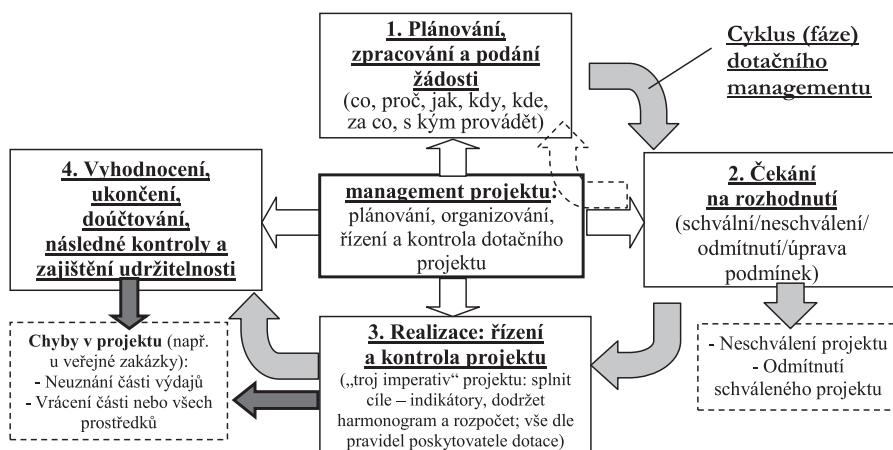 1. Plánování,
zpracování a podání
žádosti
(co, proč, jak, kdy, kde,
za co, s kým provádět)
Cyklus (fáze)
dotačního
managementu
4. Vyhodnocení,
ukončení,
doúčtování,
následné kontroly a
zajištění udržitelnosti
management projektu:
plánování, organizování,
řízení a kontrola dotačního
projektu
2. Čekání
na rozhodnutí
(schvální/neschválení/
odmítnutí/úprava
podmínek)
Chyby v projektu (např.
u veřejné zakázky):
- Neuznání části výdajů
- Vrácení části nebo všech
prostředků
3. Realizace: řízení
a kontrola projektu
(„troj imperativ“ projektu: splnit
cíle – indikátory, dodržet
harmonogram a rozpočet; vše dle
pravidel poskytovatele dotace)
- Neschválení projektu
- Odmítnutí
schváleného projektu